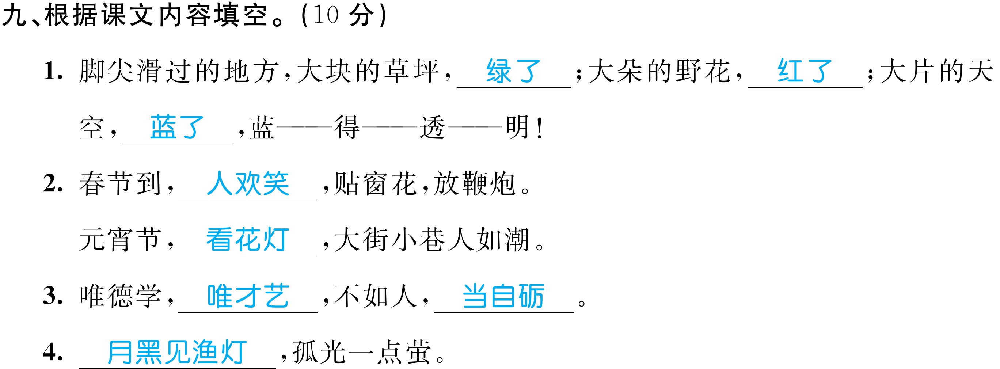 九、根据课文内容填空。(10 分)
1. 脚尖滑过的地方,大块的草坪,绿了;大朵的野花,红了;大片的天
空,蓝了,蓝——得——透——明!
2. 春节到,人欢笑,贴窗花,放鞭炮。
元宵节,看花灯,大街小巷人如潮。
3. 唯德学,唯才艺,不如人,当自砺。
4. 月黑见渔灯,孤光一点萤。